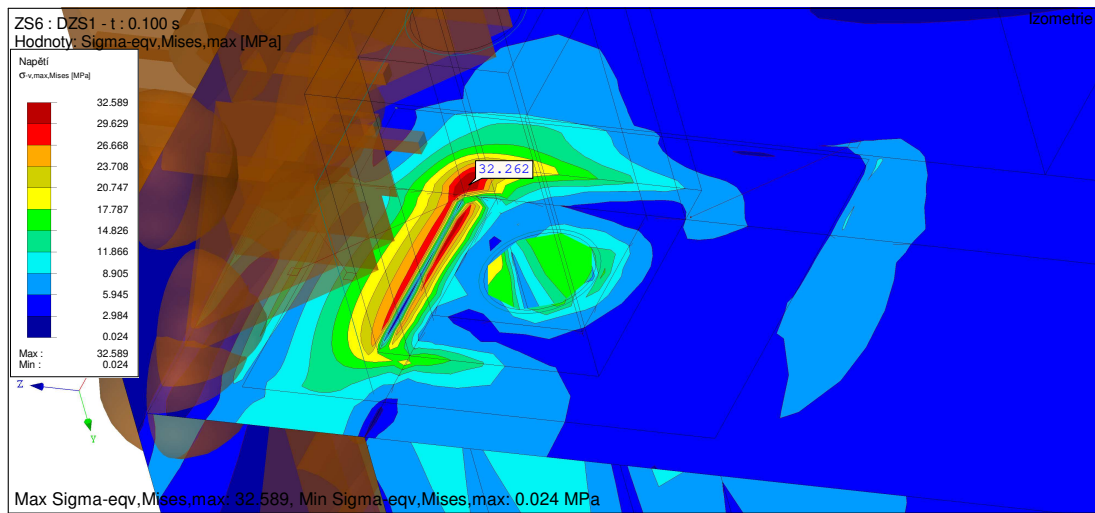 ZS6 : DZS1 - t : 0.100 s
Izometrie
Hodnoty: Sigma-eqv,Mises,max [MPa]
Napětí
σ-v,max,Mises [MPa]
32.589
29.629
26.668
23.708
20.747
17.787
14.826
11.866
8.905
5.945
2.984
0.024
Max : 32.589
Min : 0.024
32.262
Z
y
Max Sigma-eqv,Mises,max: 32.589, Min Sigma-eqv,Mises,max: 0.024 MPa